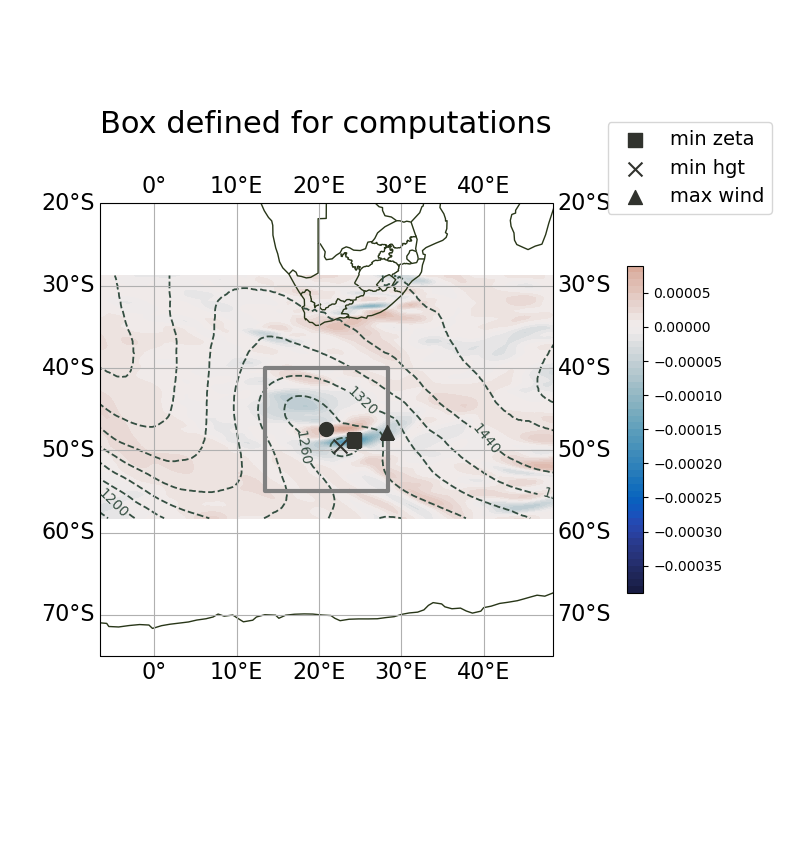 Box defined for computations
min zeta
min hgt
max wind
0° 10°E 20°E 30°E 40°E
20°S 20°S
30°S 30°S
40°S 40°S
50°S 50°S
60°S 60°S
70°S 70°S
0° 10°E 20°E 30°E 40°E
1320
1440
1260
1200
0.00005
0.00000
−0.00005
−0.00010
−0.00015
−0.00020
−0.00025
−0.00030
−0.00035